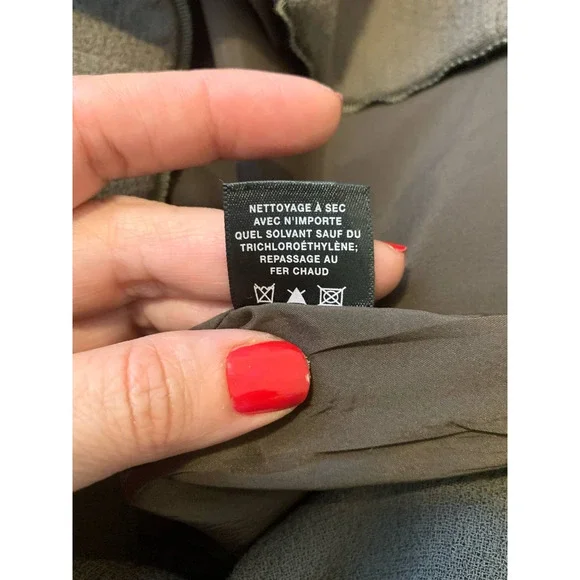 NETTOYAGE À SEC
AVEC N'IMPORTE
QUEL SOLVANT SAUF DU
TRICHLOROÉTHYLÈNE;
REPASSAGE AU
FER CHAUD